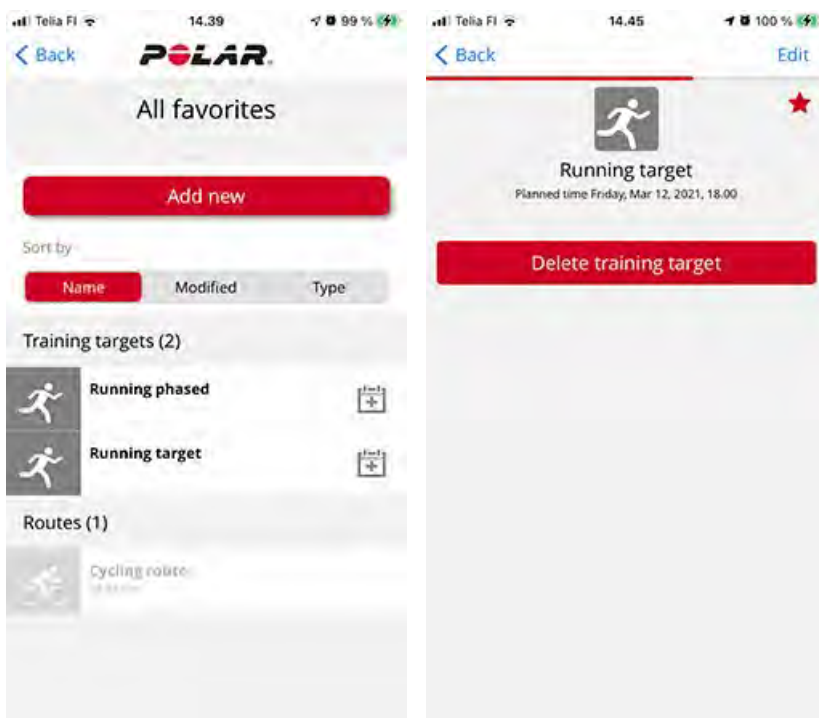 Telia FI 14.39 99 %
Back POLAR
All favorites
Add new
Sort by
Name Modified Type
Training targets (2)
Running phased
Running target
Routes (1)
Cycling route
Telia FI 14.45 100 %
Back Edit
Running target
Planned time Friday, Mar 12, 2021, 18.00
Delete training target